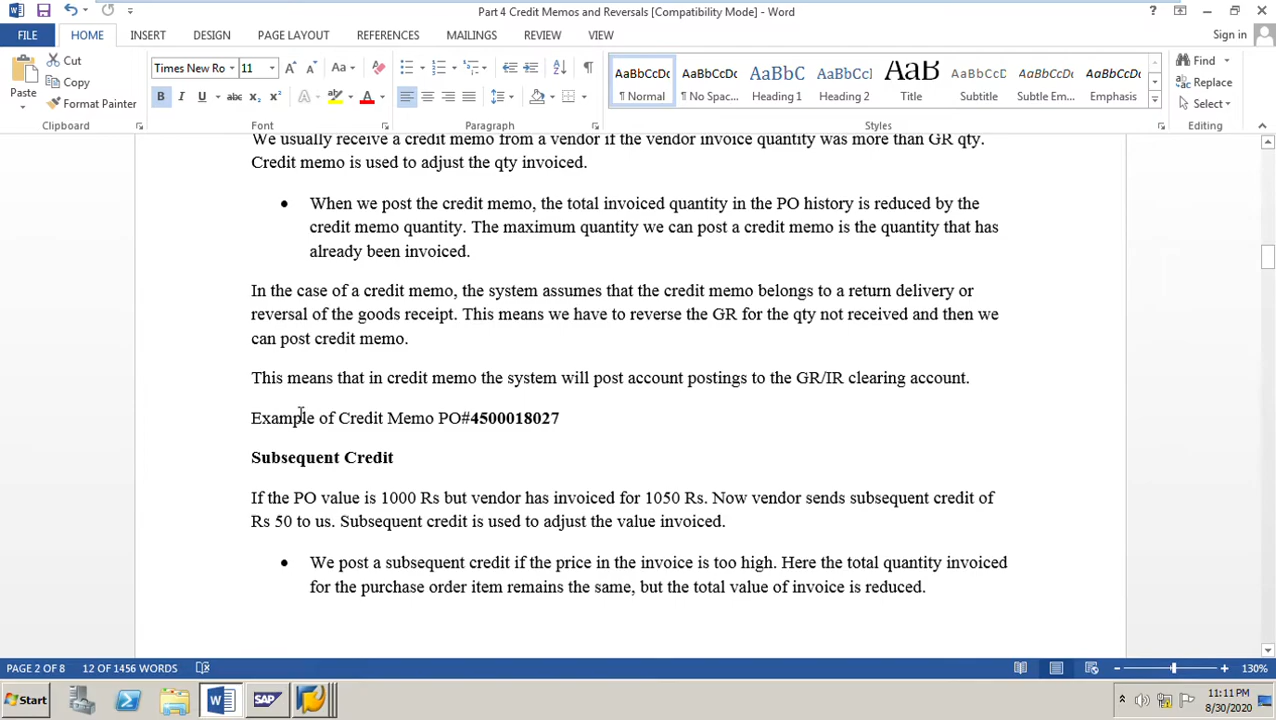 Part 4 Credit Memos and Reversals [Compatibility Mode] - Word
FILE HOME INSERT DESIGN PAGE LAYOUT REFERENCES MAILINGS REVIEW VIEW Sign in
Paste Cut Copy Format Painter
Clipboard
Times New Ro 11
Font
Paragraph
AaBbCcDc AaBbCcDc AaBbC AaBbCc AaB AaBbCcD AaBbCcDc AaBbCcDc
¶ Normal ¶ No Spac... Heading 1 Heading 2 Title Subtitle Subtle Em... Emphasis
Styles
Find
Replace
Select
Editing
We usually receive a credit memo from a vendor if the vendor invoice quantity was more than GR qty.
Credit memo is used to adjust the qty invoiced.
• When we post the credit memo, the total invoiced quantity in the PO history is reduced by the
credit memo quantity. The maximum quantity we can post a credit memo is the quantity that has
already been invoiced.
In the case of a credit memo, the system assumes that the credit memo belongs to a return delivery or
reversal of the goods receipt. This means we have to reverse the GR for the qty not received and then we
can post credit memo.
This means that in credit memo the system will post account postings to the GR/IR clearing account.
Example of Credit Memo PO#4500018027
Subsequent Credit
If the PO value is 1000 Rs but vendor has invoiced for 1050 Rs. Now vendor sends subsequent credit of
Rs 50 to us. Subsequent credit is used to adjust the value invoiced.
• We post a subsequent credit if the price in the invoice is too high. Here the total quantity invoiced
for the purchase order item remains the same, but the total value of invoice is reduced.
PAGE 2 OF 8 12 OF 1456 WORDS 130%
Start SAP 11:11 PM
8/30/2020